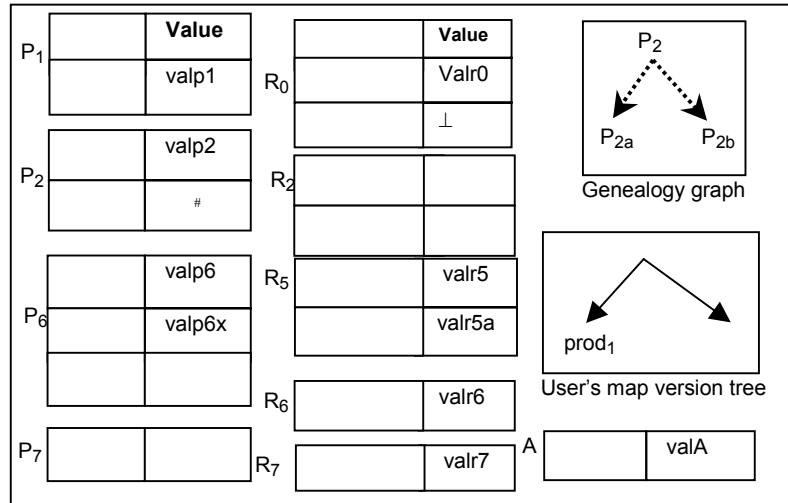 P1
Value
valp1
P2
valp2
#
P6
valp6
valp6x
P7
R0
Value
Valr0
⊥
R2
R5
valr5
valr5a
R6
valr6
R7
valr7
P2
P2a
P2b
Genealogy graph
prod1
User's map version tree
A
valA